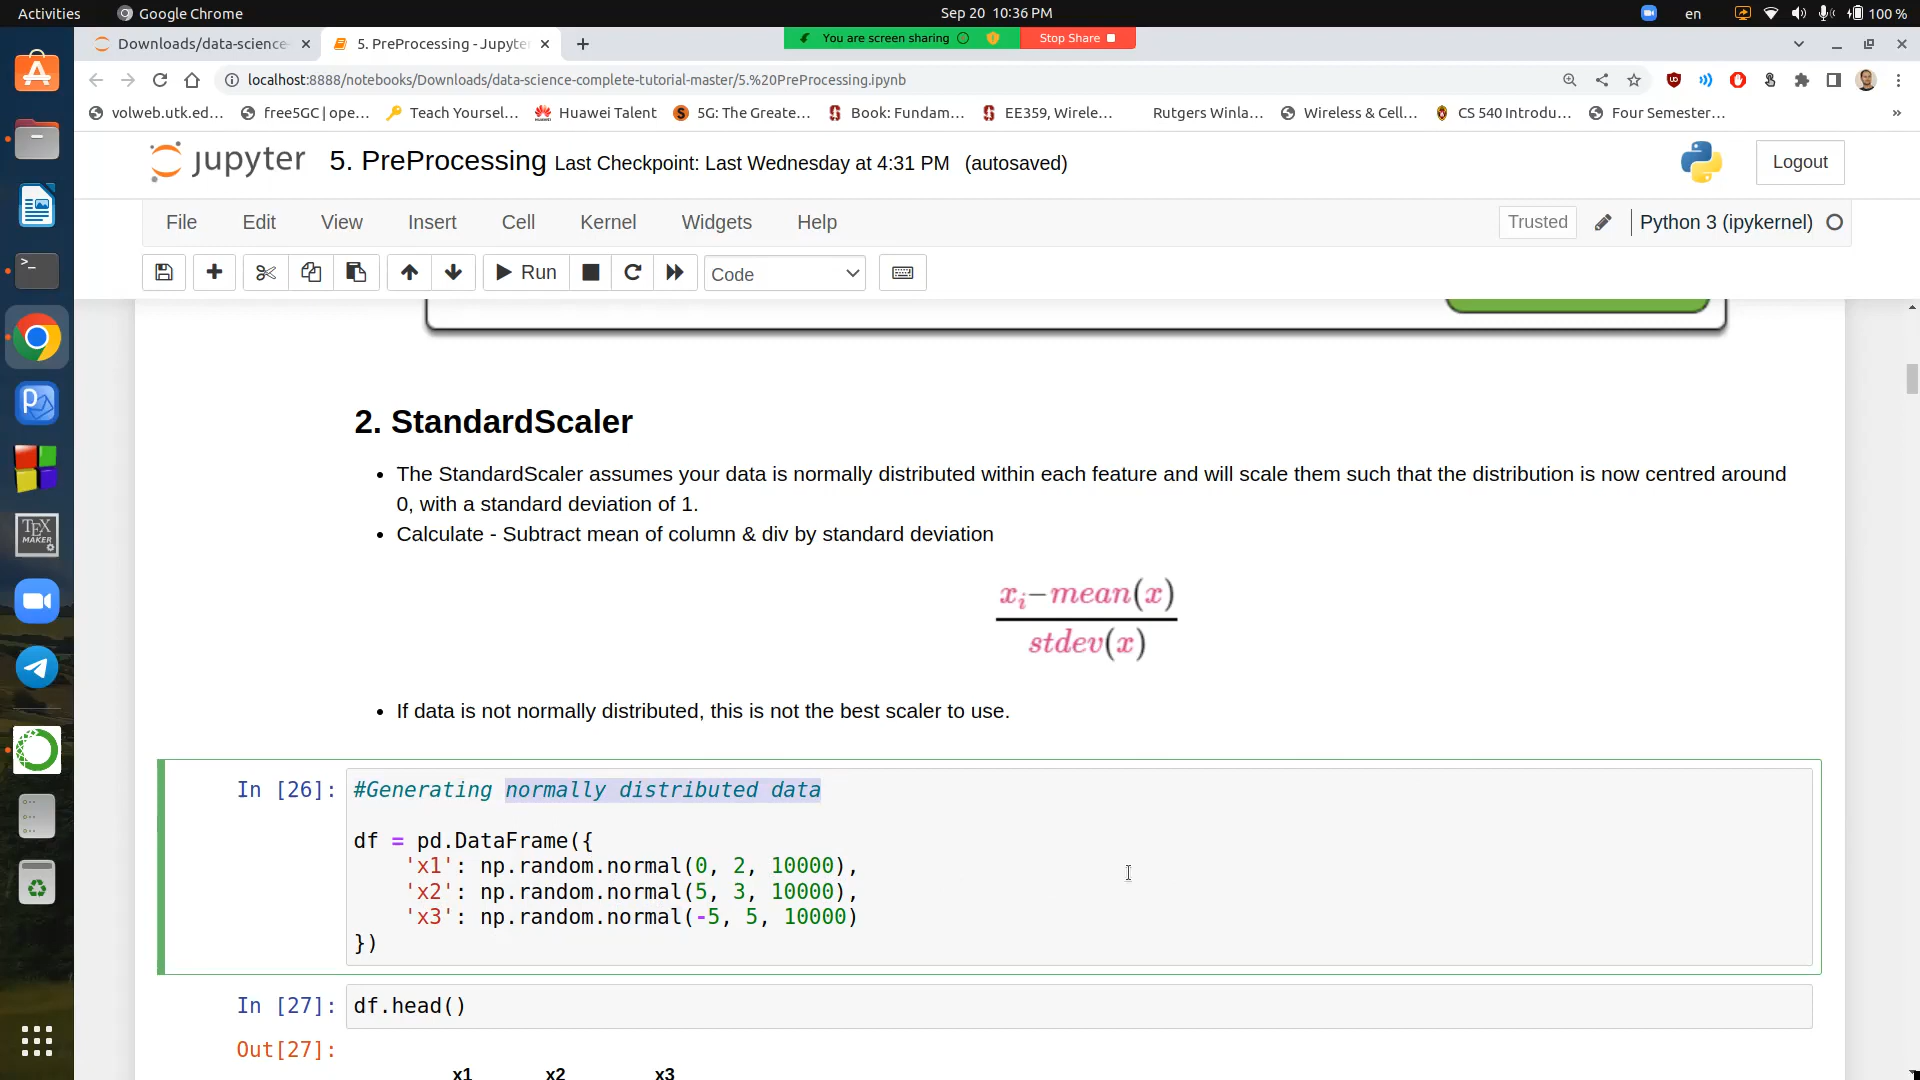 Activities
Google Chrome
Sep 20 10:36 PM
en
100 %
Downloads/data-science-
5. PreProcessing - Jupyte
You are screen sharing
Stop Share
localhost:8888/notebooks/Downloads/data-science-complete-tutorial-master/5.%20PreProcessing.ipynb
volweb.utk.ed...
free5GC | ope...
Teach Yoursel...
Huawei Talent
5G: The Greate...
Book: Fundam...
EE359, Wirele...
Rutgers Winla...
Wireless & Cell...
CS 540 Introdu...
Four Semester...
»
jupyter
5. PreProcessing Last Checkpoint: Last Wednesday at 4:31 PM (autosaved)
Logout
File
Edit
View
Insert
Cell
Kernel
Widgets
Help
Trusted
Python 3 (ipykernel)
Run
Code
2. StandardScaler
• The StandardScaler assumes your data is normally distributed within each feature and will scale them such that the distribution is now centred around
0, with a standard deviation of 1.
• Calculate - Subtract mean of column & div by standard deviation
xi−mean(x)
stdev(x)
• If data is not normally distributed, this is not the best scaler to use.
In [26]: #Generating normally distributed data
df = pd.DataFrame({
'x1': np.random.normal(0, 2, 10000),
'x2': np.random.normal(5, 3, 10000),
'x3': np.random.normal(-5, 5, 10000)
})
In [27]: df.head()
Out[27]:
x1 x2 x3
TEX
MAKER